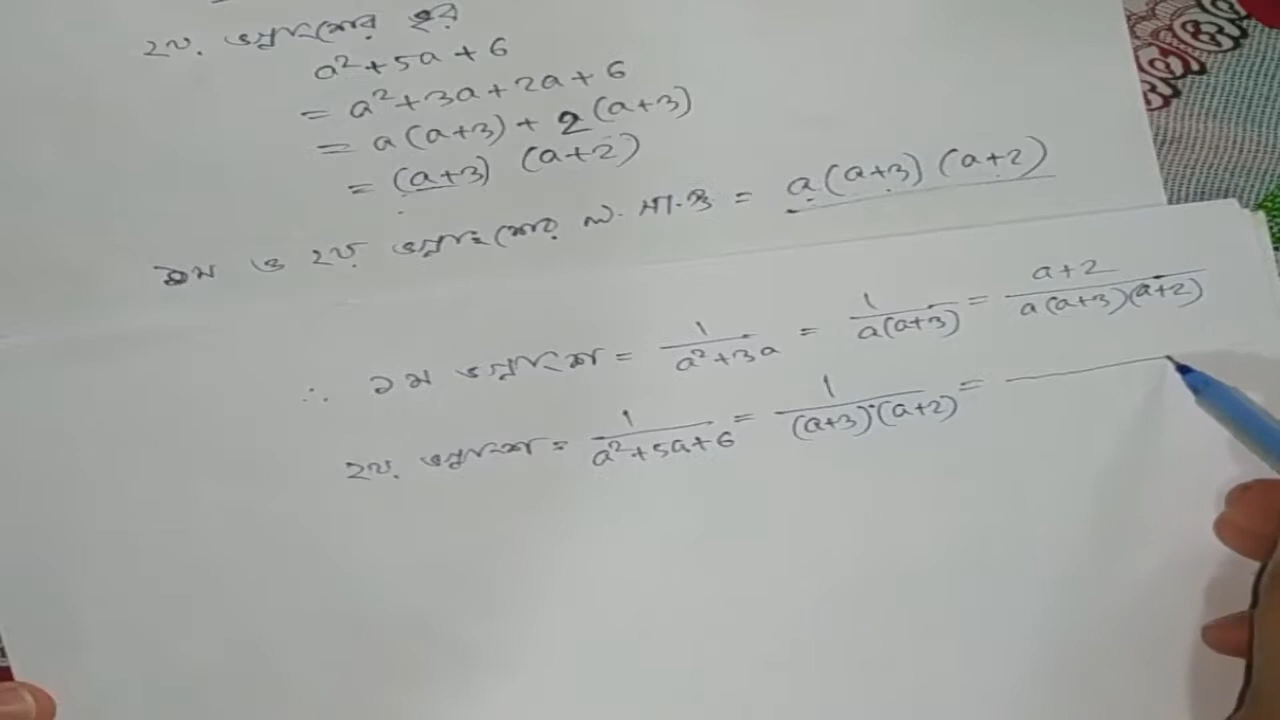 ২য় ভগ্নাংশের হর
a²+5a+6
= a²+3a+2a+6
= a(a+3)+2(a+3)
= (a+3) (a+2)
১ম ও ২য় ভগ্নাংশের ল.সা.গু = a(a+3)(a+2)
∴ ১ম ভগ্নাংশ = 1/(a²+3a) = 1/(a(a+3)) = (a+2)/(a(a+3)(a+2))
২য় ভগ্নাংশ = 1/(a²+5a+6) = 1/((a+3)(a+2)) =